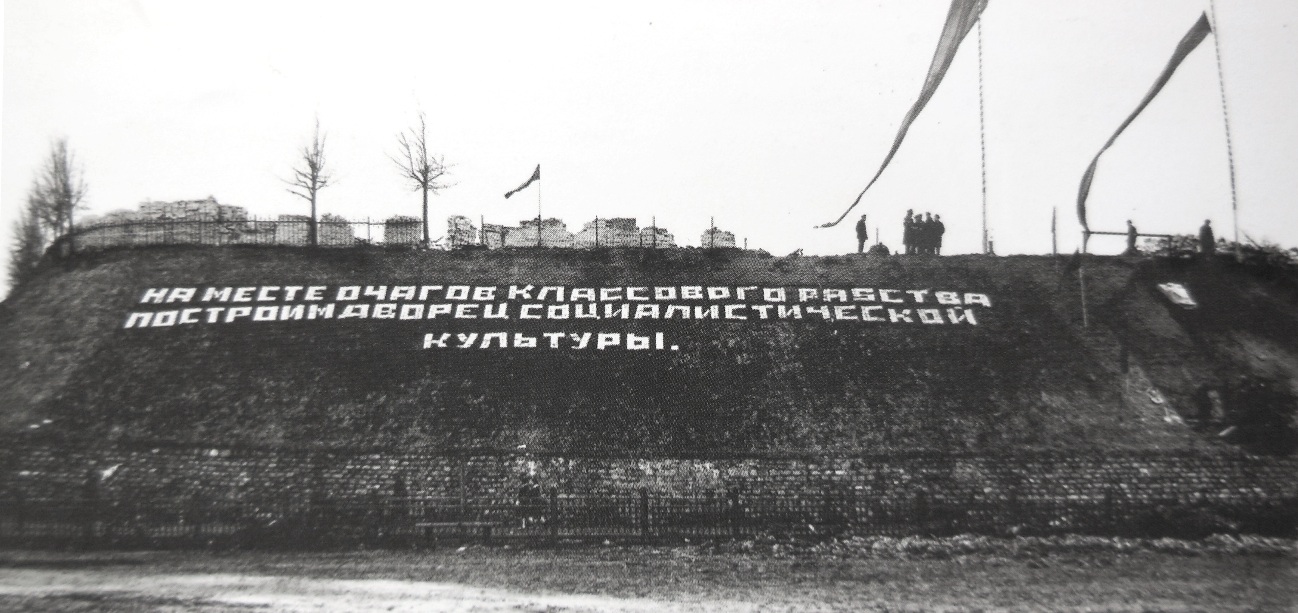 НА МЕСТЕ ОЧАГОВ КЛАССОВОГО РАБСТВА
ПОСТРОИМ ДВОРЕЦ СОЦИАЛИСТИЧЕСКОЙ
КУЛЬТУРЫ.